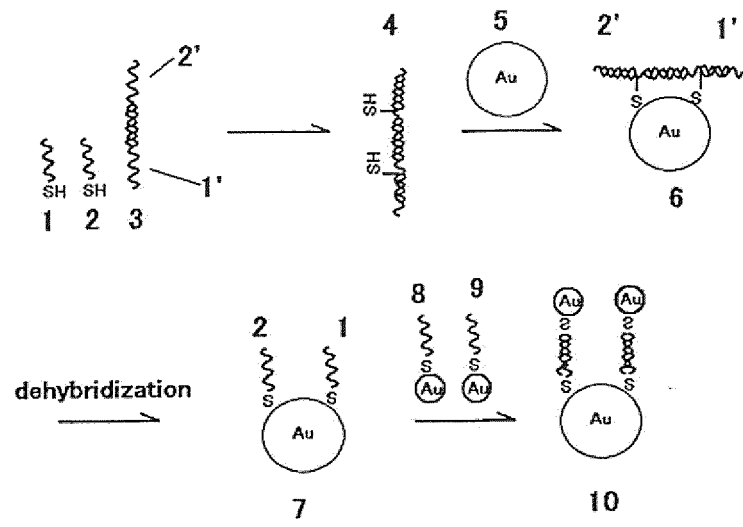 2'
1'
SH SH
1 2 3
4
SH
SH
5
Au
2' 1'
S S
Au
6
dehybridization
2 1
S S
Au
7
8 9
S S
Au Au
Au Au
S S
S S
Au
10